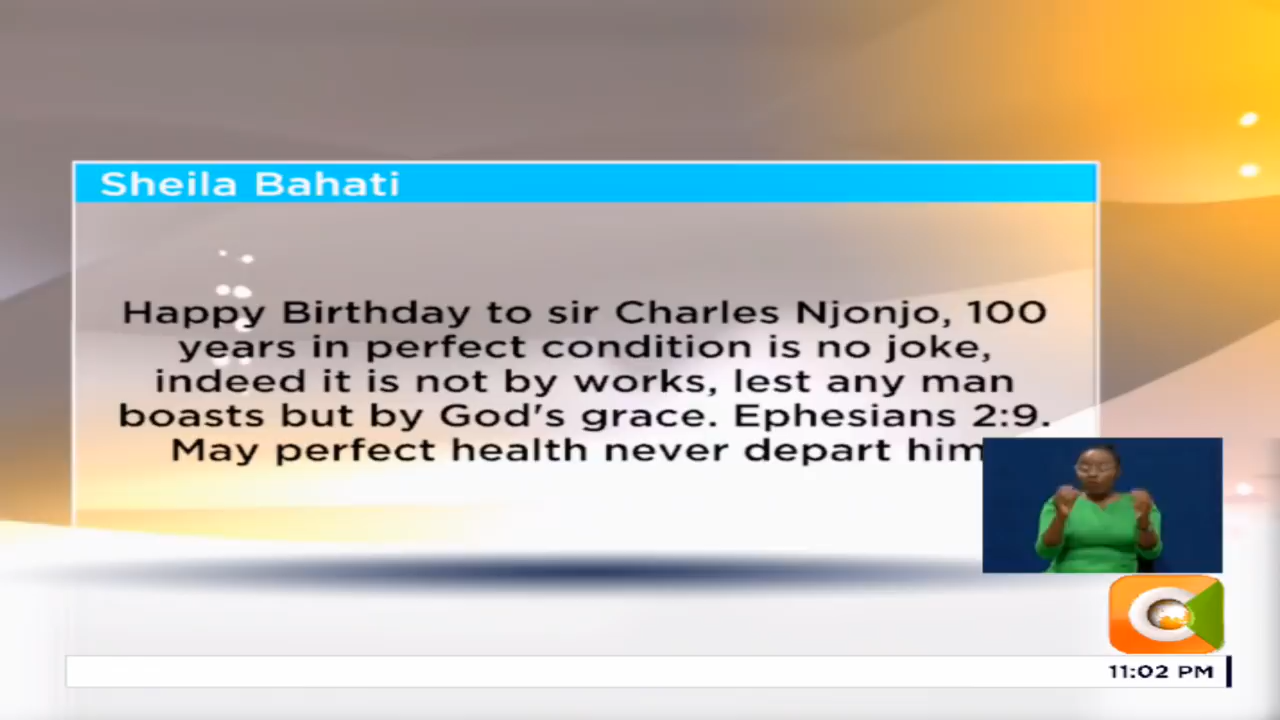 Sheila Bahati
Happy Birthday to sir Charles Njonjo, 100
years in perfect condition is no joke,
indeed it is not by works, lest any man
boasts but by God's grace. Ephesians 2:9.
May perfect health never depart him
11:02 PM